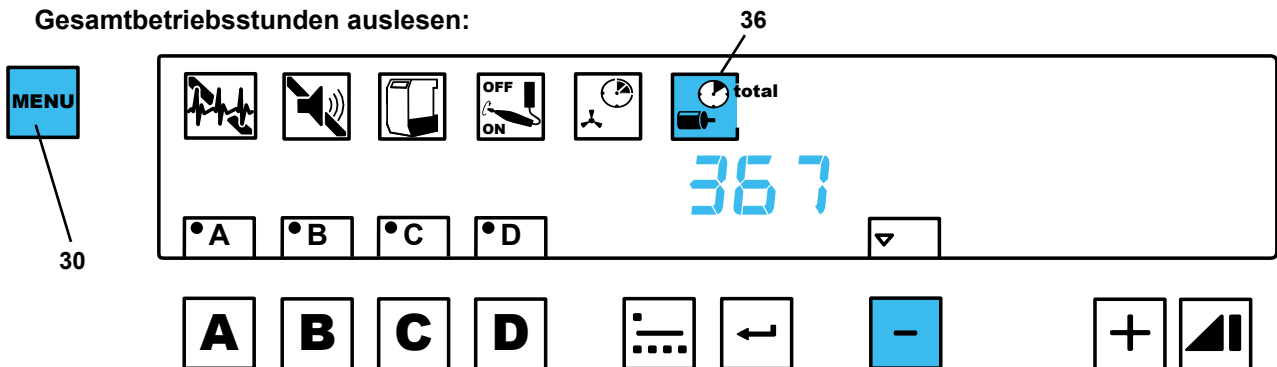 Gesamtbetriebsstunden auslesen:
36
MENU
OFF
ON
total
367
A B C D
30
A B C D - +